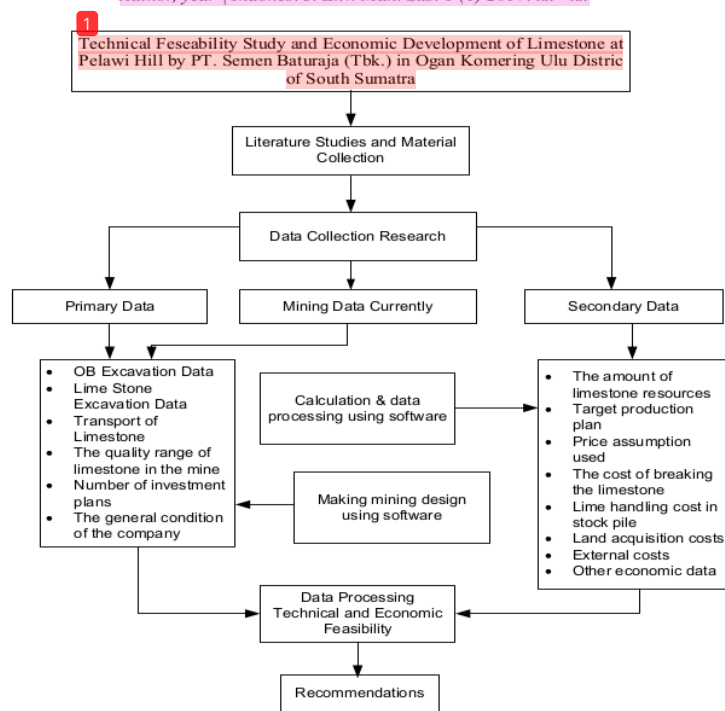 1
Technical Feseability Study and Economic Development of Limestone at
Pelawi Hill by PT. Semen Baturaja (Tbk.) in Ogan Komering Ulu Distric
of South Sumatra
Literature Studies and Material
Collection
Data Collection Research
Primary Data
Mining Data Currently
Secondary Data
• OB Excavation Data
• Lime Stone
Excavation Data
• Transport of
Limestone
• The quality range of
limestone in the mine
• Number of investment
plans
• The general condition
of the company
Calculation & data
processing using software
Making mining design
using software
• The amount of
limestone resources
• Target production
plan
• Price assumption
used
• The cost of breaking
the limestone
• Lime handling cost in
stock pile
• Land acquisition costs
• External costs
• Other economic data
Data Processing
Technical and Economic
Feasibility
Recommendations